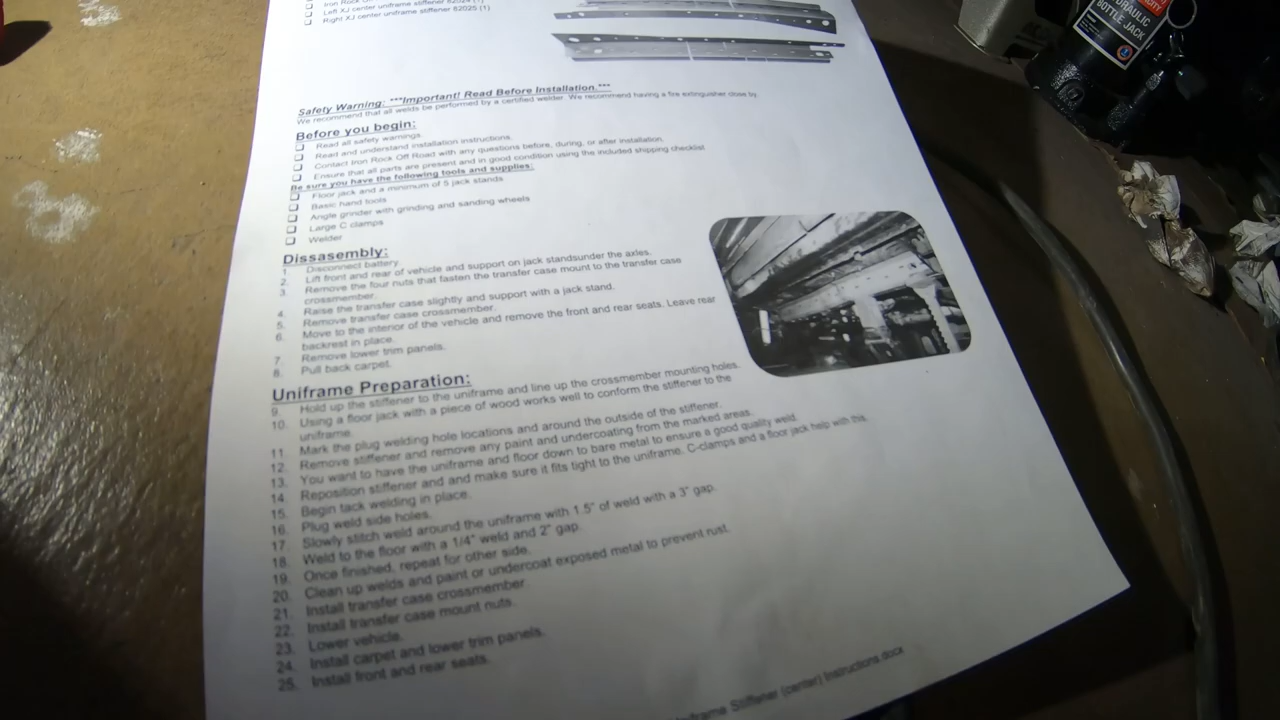 Iron Rock Off
Left XJ center uniframe stiffener 82024 (1)
Right XJ center uniframe stiffener 82025 (1)
Safety Warning: ***Important! Read Before Installation.***
We recommend that all welds be performed by a certified welder. We recommend having a fire extinguisher close by.
Before you begin:
Read all safety warnings.
Read and understand installation instructions.
Contact Iron Rock Off Road with any questions before, during, or after installation.
Ensure that all parts are present and in good condition using the included shipping checklist.
Be sure you have the following tools and supplies:
Floor jack and a minimum of 5 jack stands
Basic hand tools
Angle grinder with grinding and sanding wheels
Large C clamps
Welder
Dissasembly:
1. Disconnect battery
2. Lift front and rear of vehicle and support on jack standsunder the axles.
3. Remove the four nuts that fasten the transfer case mount to the transfer case
crossmember.
4. Raise the transfer case slightly and support with a jack stand.
5. Remove transfer case crossmember.
6. Move to the interior of the vehicle and remove the front and rear seats. Leave rear
backrest in place.
7. Remove lower trim panels.
8. Pull back carpet.
Uniframe Preparation:
9. Hold up the stiffener to the uniframe and line up the crossmember mounting holes.
10. Using a floor jack with a piece of wood works well to conform the stiffener to the
uniframe.
11. Mark the plug welding hole locations and around the outside of the stiffener.
12. Remove stiffener and remove any paint and undercoating from the marked areas.
13. You want to have the uniframe and floor down to bare metal to ensure a good quality weld.
14. Reposition stiffener and and make sure it fits tight to the uniframe. C-clamps and a floor jack help with this.
15. Begin tack welding in place.
16. Plug weld side holes.
17. Slowly stitch weld around the uniframe with 1.5" of weld with a 3" gap.
18. Weld to the floor with a 1/4" weld and 2" gap.
19. Once finished, repeat for other side.
20. Clean up welds and paint or undercoat exposed metal to prevent rust.
21. Install transfer case crossmember.
22. Install transfer case mount nuts.
23. Lower vehicle.
24. Install carpet and lower trim panels.
25. Install front and rear seats.
Uniframe Stiffener (center) Instructions.docx
BOTTLE JACK